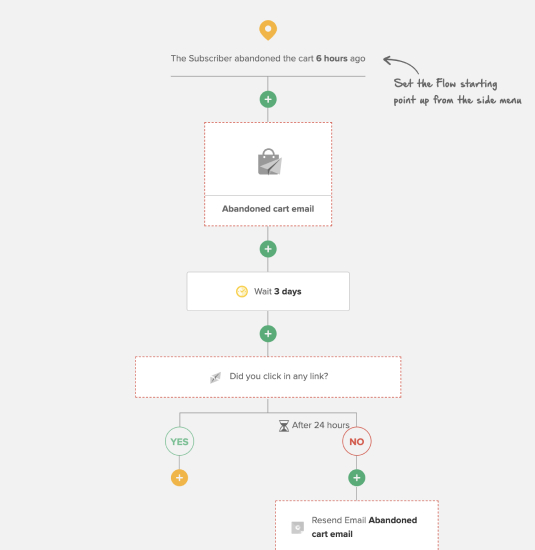 The Subscriber abandoned the cart 6 hours ago
Set the Flow starting
point up from the side menu
Abandoned cart email
Wait 3 days
Did you click in any link?
After 24 hours
YES
NO
Resend Email Abandoned
cart email